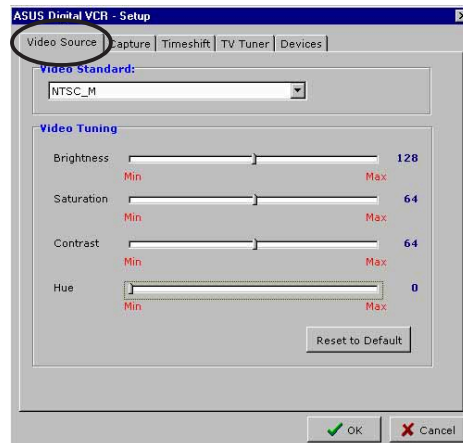 ASUS Digital VCR - Setup
Video Source Capture Timeshift TV Tuner Devices
Video Standard:
NTSC_M
Video Tuning
Brightness 128
Min Max
Saturation 64
Min Max
Contrast 64
Min Max
Hue 0
Min Max
Reset to Default
OK Cancel